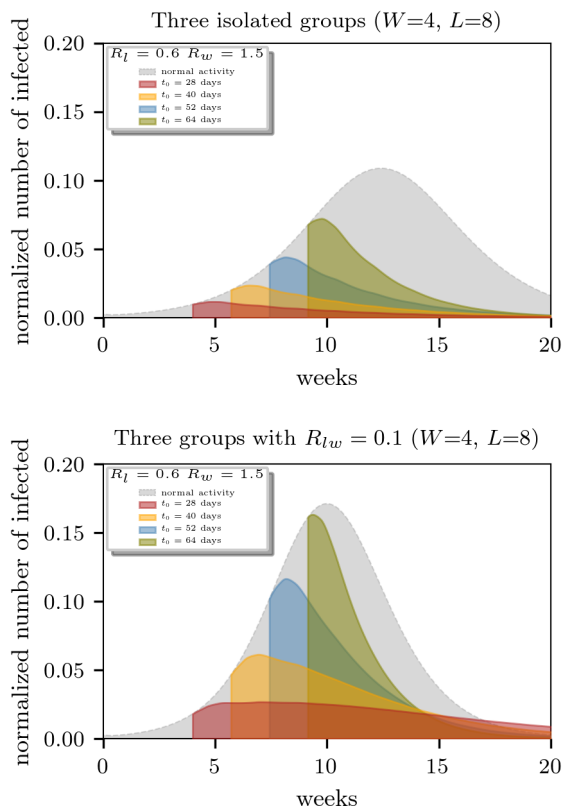 Three isolated groups (W=4, L=8)
normalized number of infected
0.20
0.15
0.10
0.05
0.00
R_l = 0.6 R_w = 1.5
normal activity
t_0 = 28 days
t_0 = 40 days
t_0 = 52 days
t_0 = 64 days
0 5 10 15 20
weeks
Three groups with R_{lw} = 0.1 (W=4, L=8)
normalized number of infected
0.20
0.15
0.10
0.05
0.00
R_l = 0.6 R_w = 1.5
normal activity
t_0 = 28 days
t_0 = 40 days
t_0 = 52 days
t_0 = 64 days
0 5 10 15 20
weeks